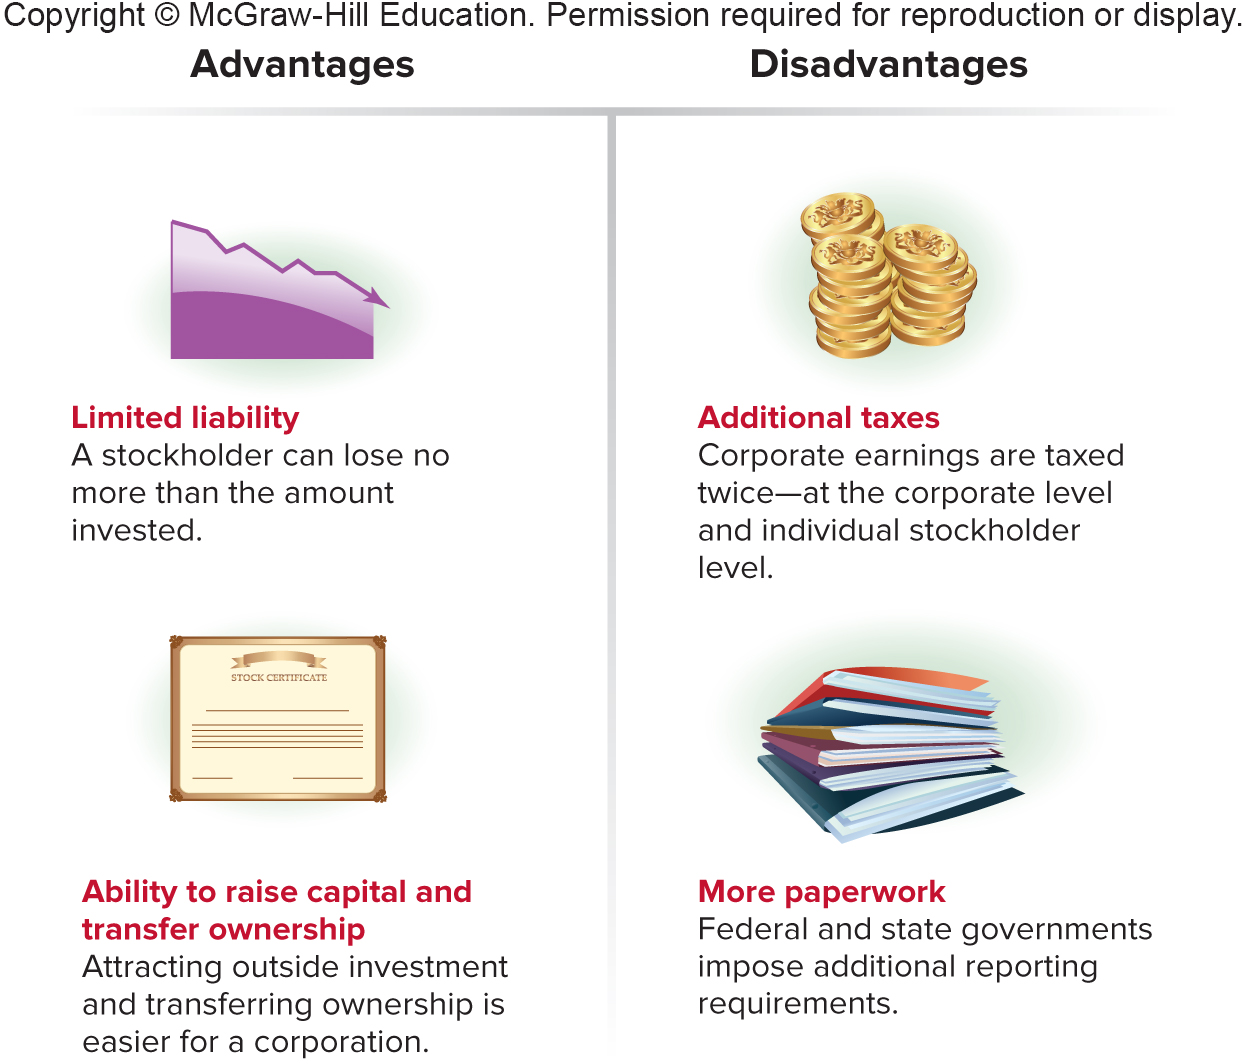 Copyright © McGraw-Hill Education. Permission required for reproduction or display.
Advantages
Disadvantages
Limited liability
A stockholder can lose no
more than the amount
invested.
Additional taxes
Corporate earnings are taxed
twice—at the corporate level
and individual stockholder
level.
STOCK CERTIFICATE
Ability to raise capital and
transfer ownership
Attracting outside investment
and transferring ownership is
easier for a corporation.
More paperwork
Federal and state governments
impose additional reporting
requirements.